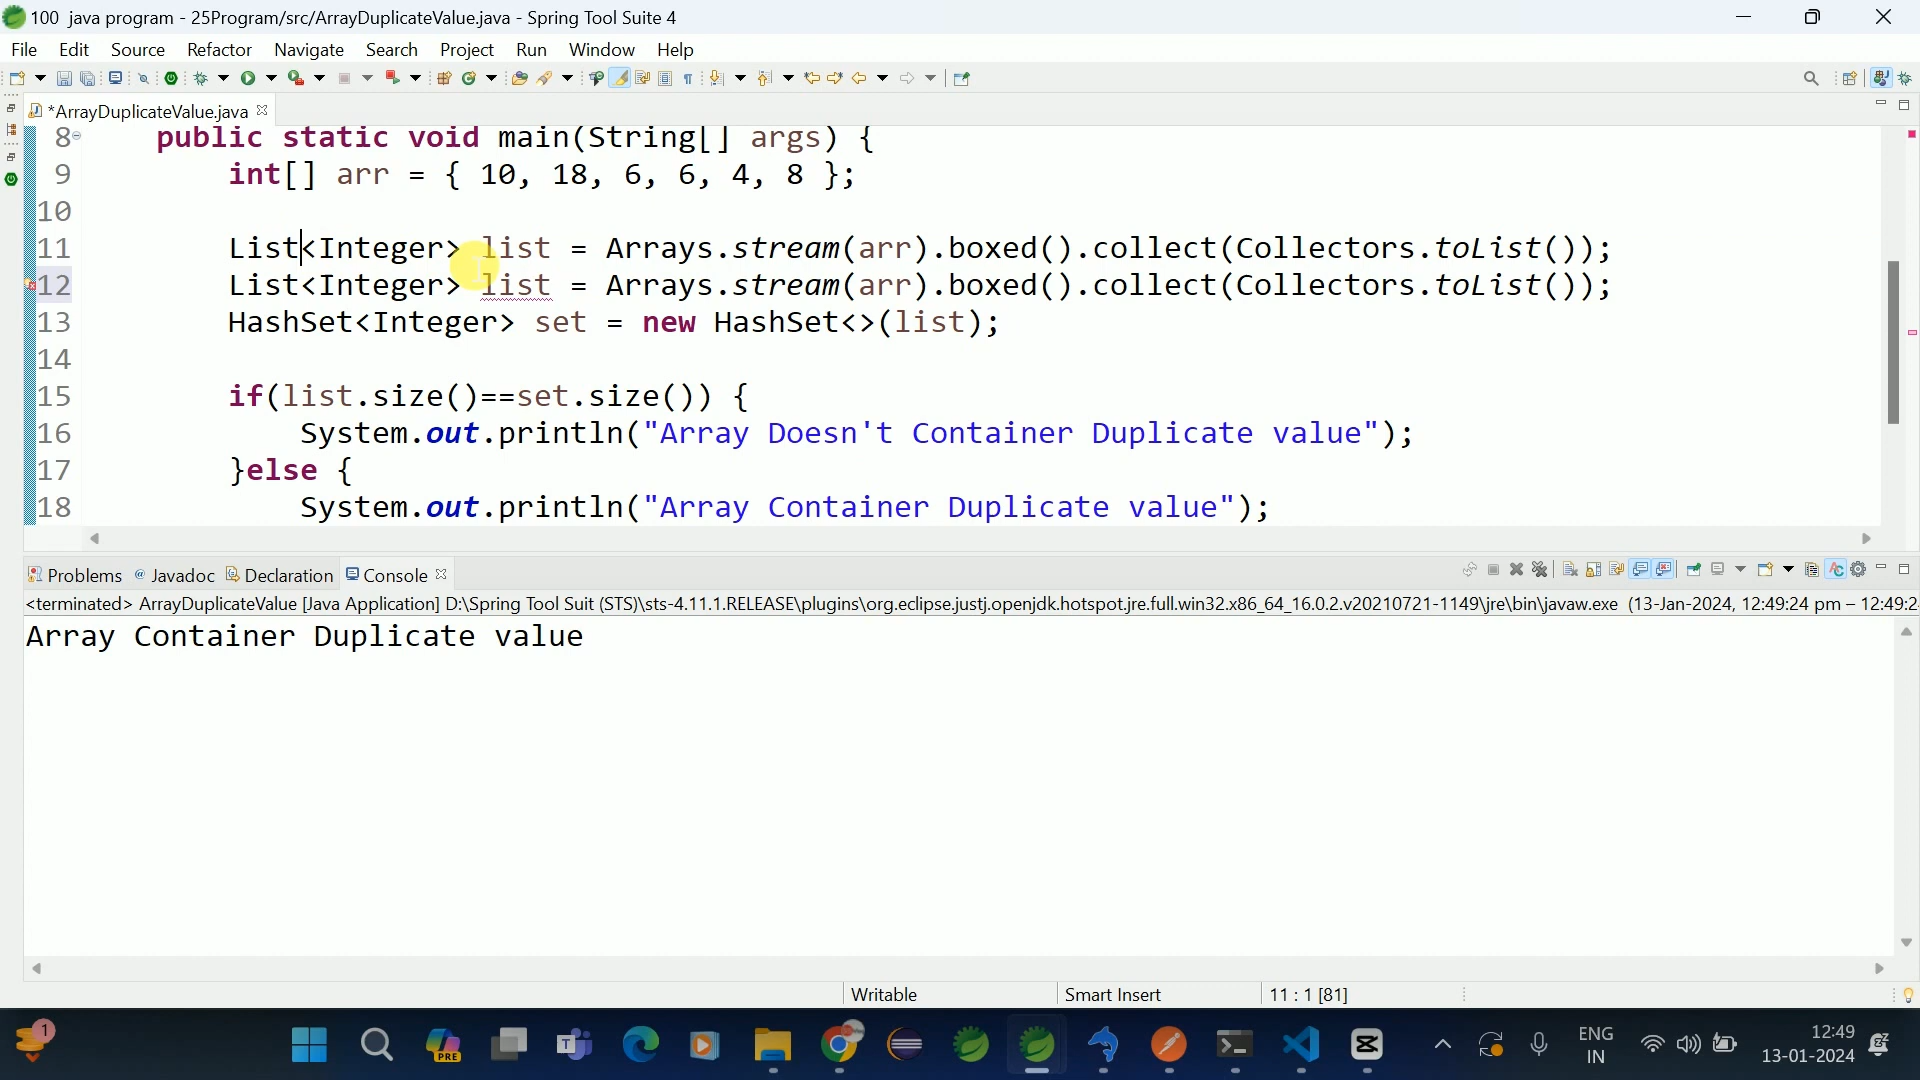 100 java program - 25Program/src/ArrayDuplicateValue.java - Spring Tool Suite 4
File Edit Source Refactor Navigate Search Project Run Window Help
*ArrayDuplicateValue.java
8 public static void main(String[] args) {
9 int[] arr = { 10, 18, 6, 6, 4, 8 };
10
11 List<Integer> list = Arrays.stream(arr).boxed().collect(Collectors.toList());
12 List<Integer> list = Arrays.stream(arr).boxed().collect(Collectors.toList());
13 HashSet<Integer> set = new HashSet<>(list);
14
15 if(list.size()==set.size()) {
16 System.out.println("Array Doesn't Container Duplicate value");
17 }else {
18 System.out.println("Array Container Duplicate value");
Problems @ Javadoc Declaration Console
<terminated> ArrayDuplicateValue [Java Application] D:\Spring Tool Suit (STS)\sts-4.11.1.RELEASE\plugins\org.eclipse.justj.openjdk.hotspot.jre.full.win32.x86_64_16.0.2.v20210721-1149\jre\bin\javaw.exe (13-Jan-2024, 12:49:24 pm – 12:49:2
Array Container Duplicate value
Writable Smart Insert 11 : 1 [81]
1 PRE ENG 12:49
IN 13-01-2024